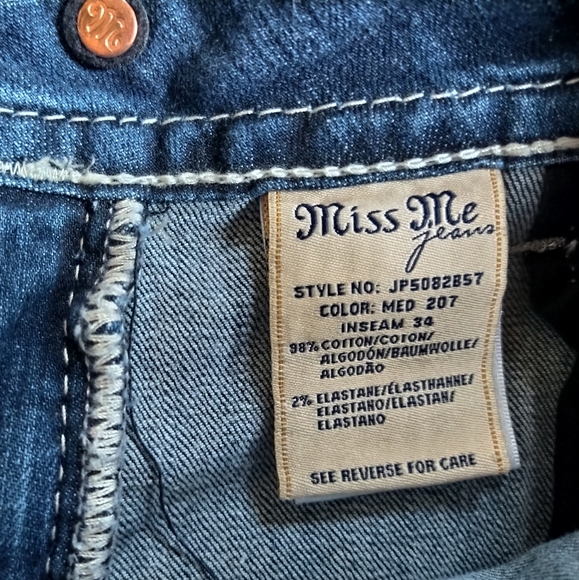 M
Miss Me
jeans
STYLE NO: JP5082B57
COLOR: MED 207
INSEAM 34
98% COTTON/COTON/
ALGODÓN/BAUMWOLLE/
ALGODÃO
2% ELASTANE/ÉLASTHANNE/
ELASTANO/ELASTAN/
ELASTANO
SEE REVERSE FOR CARE